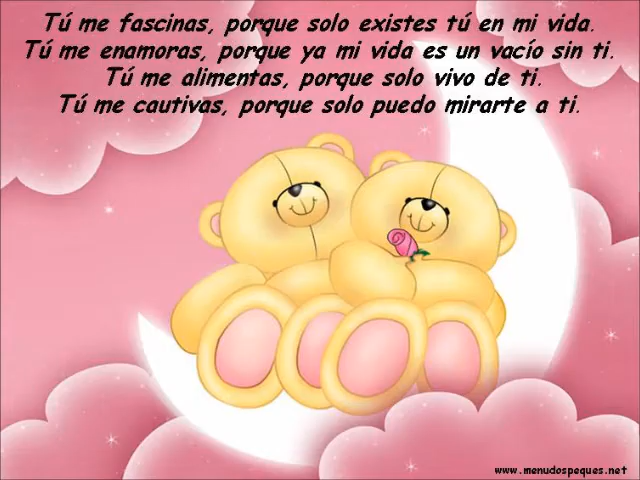 Tú me fascinas, porque solo existes tú en mi vida.
Tú me enamoras, porque ya mi vida es un vacío sin ti.
Tú me alimentas, porque solo vivo de ti.
Tú me cautivas, porque solo puedo mirarte a ti.
www.menudospeques.net